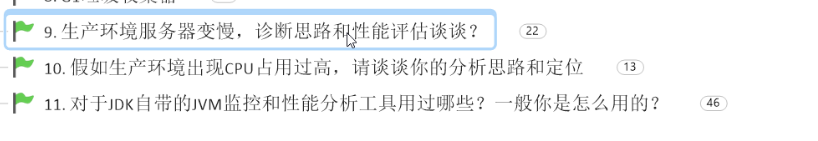 9. 生产环境服务器变慢，诊断思路和性能评估谈谈？ 22
10. 假如生产环境出现CPU占用过高，请谈谈你的分析思路和定位 13
11. 对于JDK自带的JVM监控和性能分析工具用过哪些？一般你是怎么用的？ 46